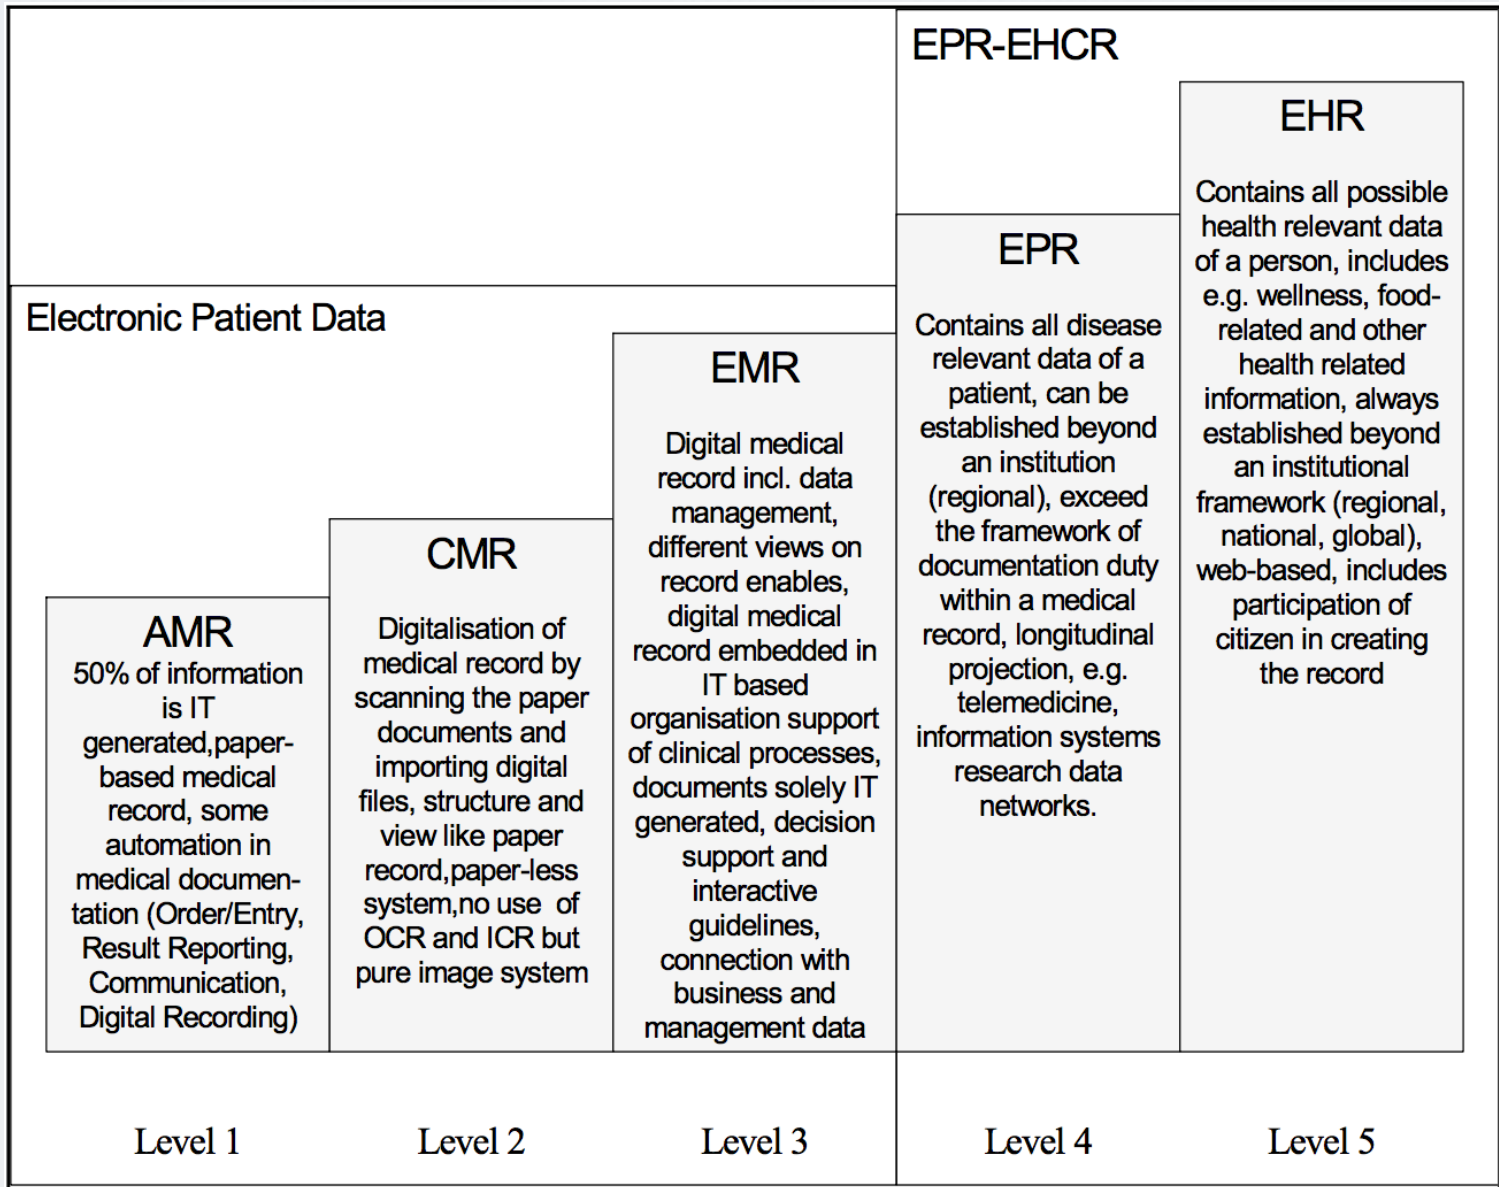 EPR-EHCR
Electronic Patient Data
AMR
50% of information
is IT
generated,paper-
based medical
record, some
automation in
medical documen-
tation (Order/Entry,
Result Reporting,
Communication,
Digital Recording)
CMR
Digitalisation of
medical record by
scanning the paper
documents and
importing digital
files, structure and
view like paper
record,paper-less
system,no use of
OCR and ICR but
pure image system
EMR
Digital medical
record incl. data
management,
different views on
record enables,
digital medical
record embedded in
IT based
organisation support
of clinical processes,
documents solely IT
generated, decision
support and
interactive
guidelines,
connection with
business and
management data
EPR
Contains all disease
relevant data of a
patient, can be
established beyond
an institution
(regional), exceed
the framework of
documentation duty
within a medical
record, longitudinal
projection, e.g.
telemedicine,
information systems
research data
networks.
EHR
Contains all possible
health relevant data
of a person, includes
e.g. wellness, food-
related and other
health related
information, always
established beyond
an institutional
framework (regional,
national, global),
web-based, includes
participation of
citizen in creating
the record
Level 1
Level 2
Level 3
Level 4
Level 5